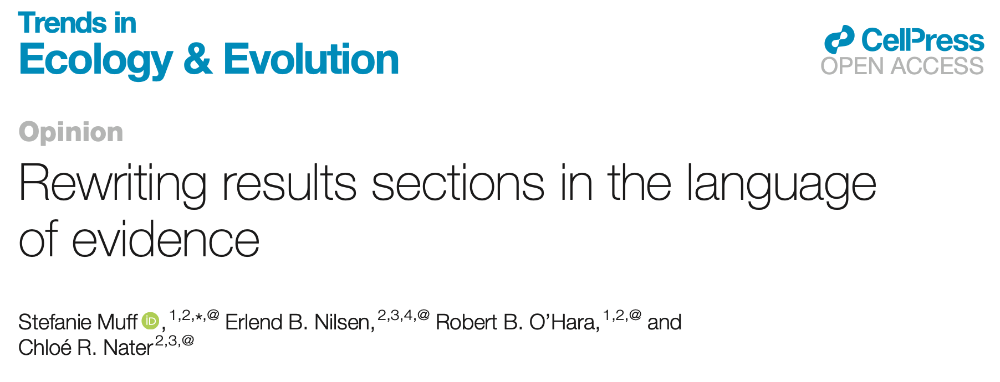 Trends in
Ecology & Evolution
CellPress
OPEN ACCESS
Opinion
Rewriting results sections in the language
of evidence
Stefanie Muff iD, 1,2,*,@ Erlend B. Nilsen, 2,3,4,@ Robert B. O’Hara, 1,2,@ and
Chloé R. Nater 2,3,@